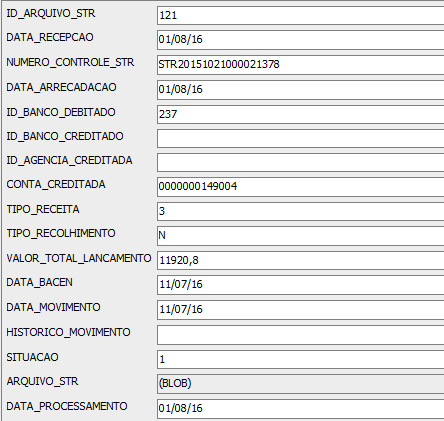 ID_ARQUIVO_STR 121
DATA_RECEPCAO 01/08/16
NUMERO_CONTROLE_STR STR20151021000021378
DATA_ARRECADACAO 01/08/16
ID_BANCO_DEBITADO 237
ID_BANCO_CREDITADO
ID_AGENCIA_CREDITADA
CONTA_CREDITADA 0000000149004
TIPO_RECEITA 3
TIPO_RECOLHIMENTO N
VALOR_TOTAL_LANCAMENTO 11920,8
DATA_BACEN 11/07/16
DATA_MOVIMENTO 11/07/16
HISTORICO_MOVIMENTO
SITUACAO 1
ARQUIVO_STR (BLOB)
DATA_PROCESSAMENTO 01/08/16